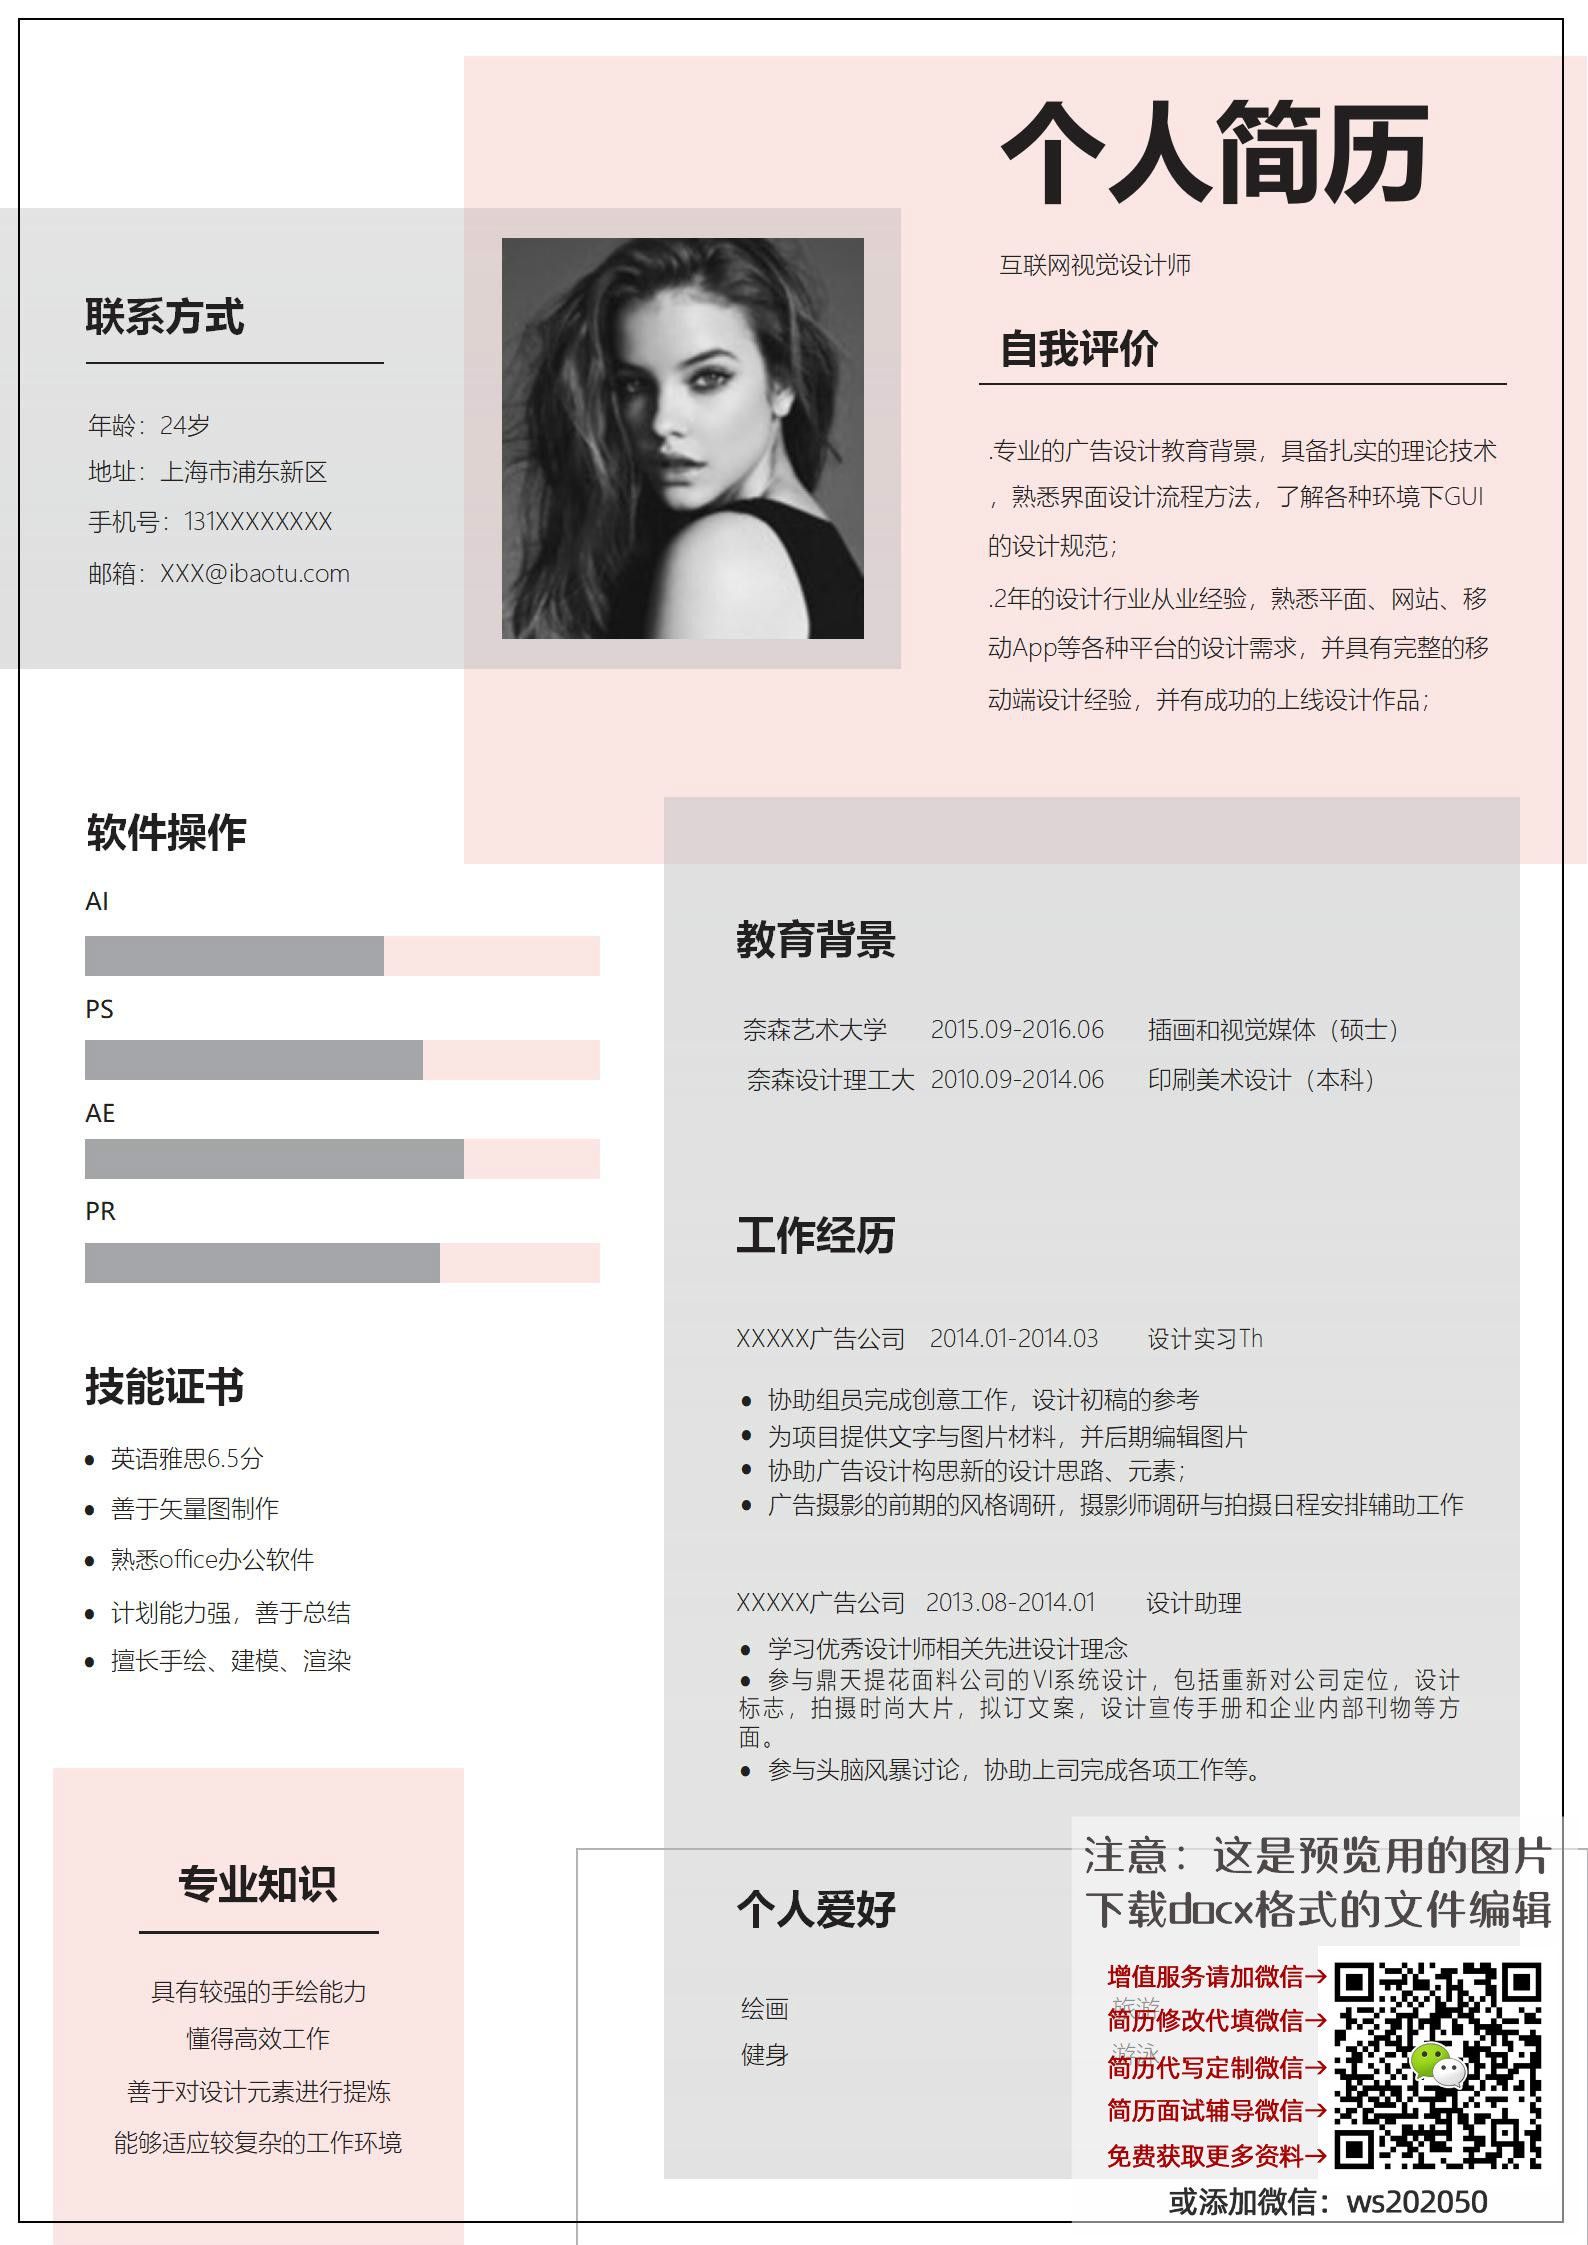 个人简历
互联网视觉设计师
联系方式
年龄：24岁
地址：上海市浦东新区
手机号：131XXXXXXXX
邮箱：XXX@ibaotu.com
自我评价
.专业的广告设计教育背景，具备扎实的理论技术
，熟悉界面设计流程方法，了解各种环境下GUI
的设计规范；
.2年的设计行业从业经验，熟悉平面、网站、移
动App等各种平台的设计需求，并具有完整的移
动端设计经验，并有成功的上线设计作品；
软件操作
AI
PS
AE
PR
技能证书
● 英语雅思6.5分
● 善于矢量图制作
● 熟悉office办公软件
● 计划能力强，善于总结
● 擅长手绘、建模、渲染
专业知识
具有较强的手绘能力
懂得高效工作
善于对设计元素进行提炼
能够适应较复杂的工作环境
教育背景
奈森艺术大学 2015.09-2016.06 插画和视觉媒体（硕士）
奈森设计理工大 2010.09-2014.06 印刷美术设计（本科）
工作经历
XXXXX广告公司 2014.01-2014.03 设计实习Th
● 协助组员完成创意工作，设计初稿的参考
● 为项目提供文字与图片材料，并后期编辑图片
● 协助广告设计构思新的设计思路、元素；
● 广告摄影的前期的风格调研，摄影师调研与拍摄日程安排辅助工作
XXXXX广告公司 2013.08-2014.01 设计助理
● 学习优秀设计师相关先进设计理念
● 参与鼎天提花面料公司的VI系统设计，包括重新对公司定位，设计
标志，拍摄时尚大片，拟订文案，设计宣传手册和企业内部刊物等方
面。
● 参与头脑风暴讨论，协助上司完成各项工作等。
个人爱好
绘画 旅游
健身 游泳
注意：这是预览用的图片
下载docx格式的文件编辑
增值服务请加微信→
简历修改代填微信→
简历代写定制微信→
简历面试辅导微信→
免费获取更多资料→
或添加微信：ws202050